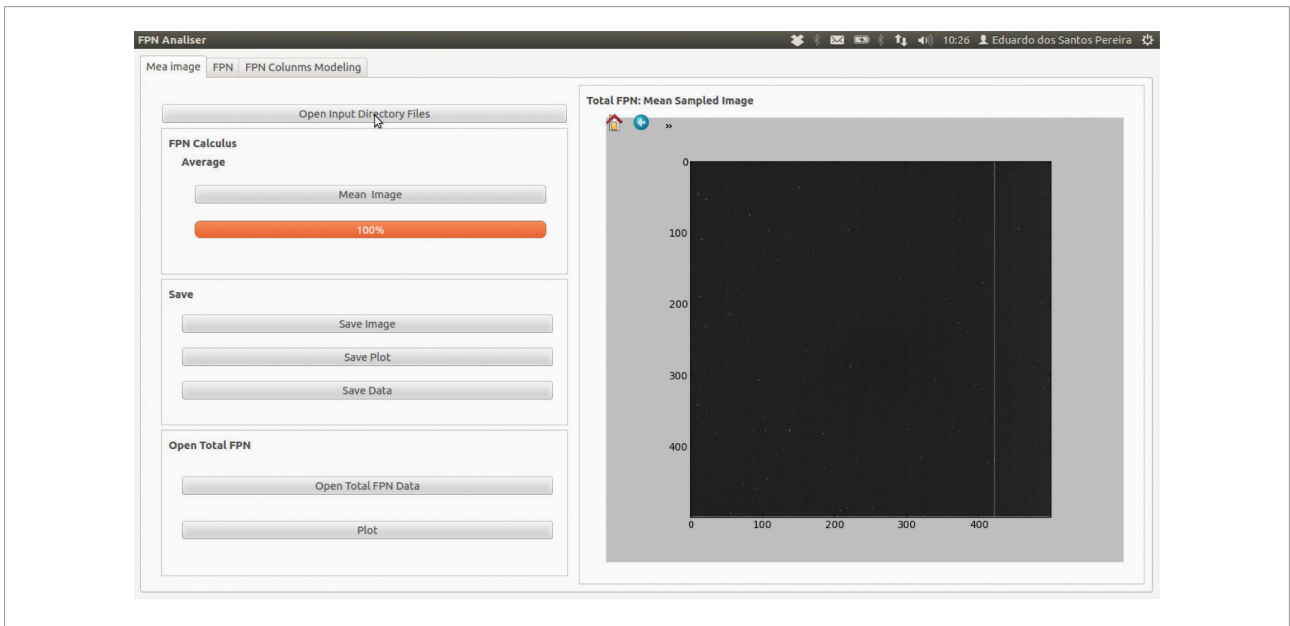 FPN Analiser
10:26 Eduardo dos Santos Pereira
Mea image FPN FPN Colunms Modeling
Open Input Directory Files
FPN Calculus
Average
Mean Image
100%
Save
Save Image
Save Plot
Save Data
Open Total FPN
Open Total FPN Data
Plot
Total FPN: Mean Sampled Image
»
0
100
200
300
400
0 100 200 300 400